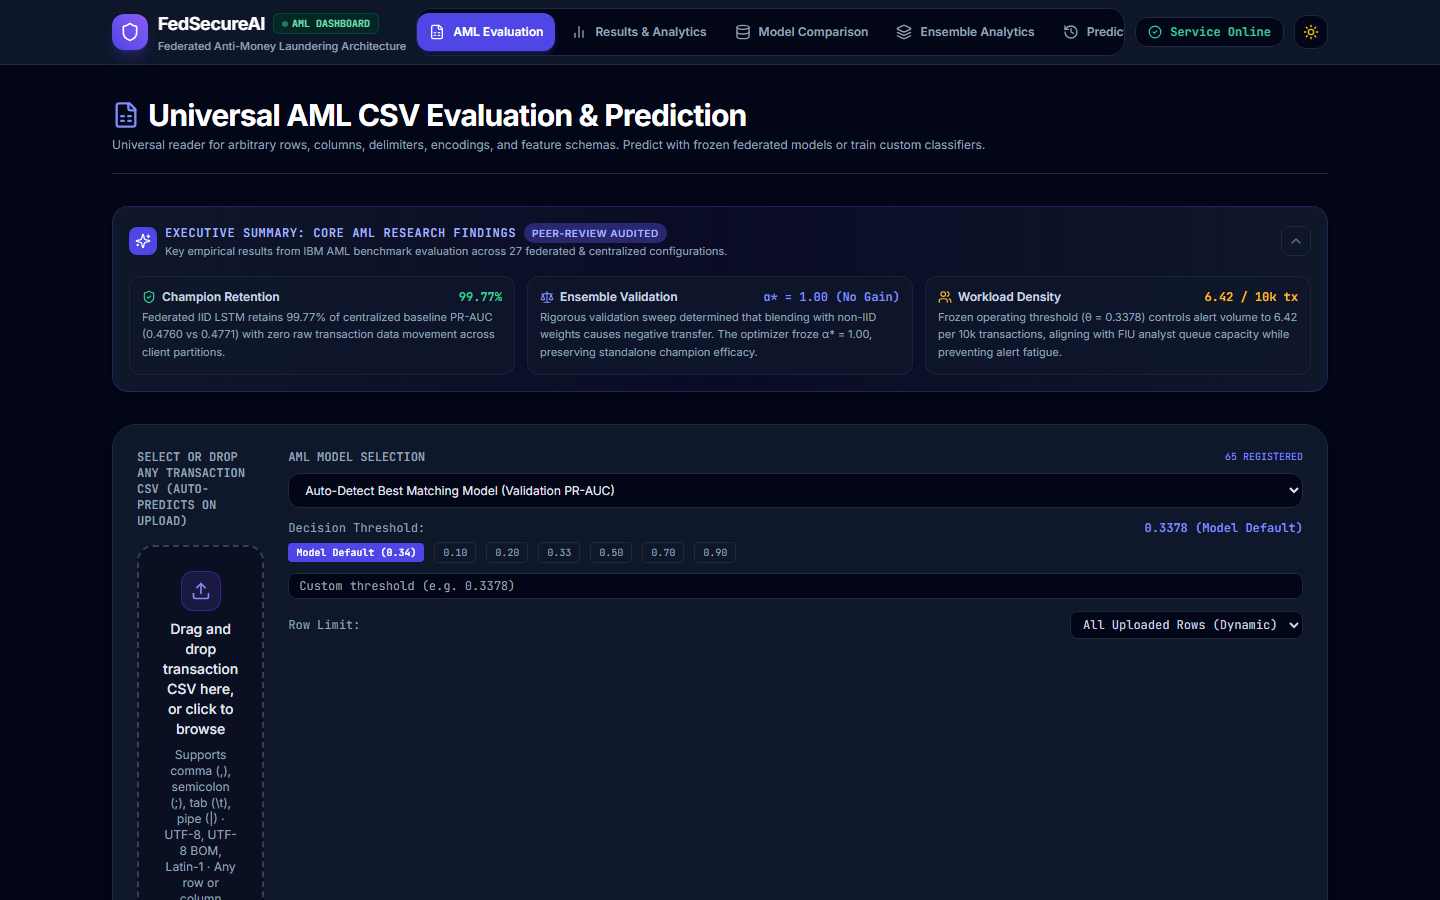 FedSecureAI
AML DASHBOARD
Federated Anti-Money Laundering Architecture
AML Evaluation
Results & Analytics
Model Comparison
Ensemble Analytics
Predic
Service Online
Universal AML CSV Evaluation & Prediction
Universal reader for arbitrary rows, columns, delimiters, encodings, and feature schemas. Predict with frozen federated models or train custom classifiers.
EXECUTIVE SUMMARY: CORE AML RESEARCH FINDINGS
PEER-REVIEW AUDITED
Key empirical results from IBM AML benchmark evaluation across 27 federated & centralized configurations.
Champion Retention
99.77%
Federated IID LSTM retains 99.77% of centralized baseline PR-AUC
(0.4760 vs 0.4771) with zero raw transaction data movement across
client partitions.
Ensemble Validation
α* = 1.00 (No Gain)
Rigorous validation sweep determined that blending with non-IID
weights causes negative transfer. The optimizer froze α* = 1.00,
preserving standalone champion efficacy.
Workload Density
6.42 / 10k tx
Frozen operating threshold (θ = 0.3378) controls alert volume to 6.42
per 10k transactions, aligning with FIU analyst queue capacity while
preventing alert fatigue.
SELECT OR DROP
ANY TRANSACTION
CSV (AUTO-
PREDICTS ON
UPLOAD)
Drag and
drop
transaction
CSV here,
or click to
browse
Supports
comma (,),
semicolon
(;), tab (\t),
pipe (|) ·
UTF-8, UTF-
8 BOM,
Latin-1 · Any
row or
column
AML MODEL SELECTION
65 REGISTERED
Auto-Detect Best Matching Model (Validation PR-AUC)
Decision Threshold:
0.3378 (Model Default)
Model Default (0.34)
0.10
0.20
0.33
0.50
0.70
0.90
Custom threshold (e.g. 0.3378)
Row Limit:
All Uploaded Rows (Dynamic)